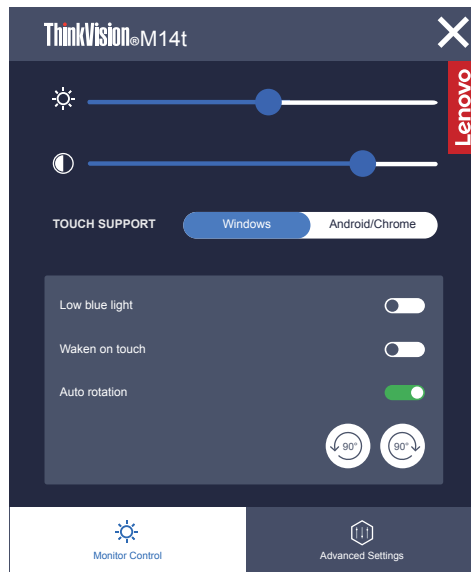 ThinkVision®M14t
Lenovo
TOUCH SUPPORT Windows Android/Chrome
Low blue light
Waken on touch
Auto rotation
90° 90°
Monitor Control Advanced Settings